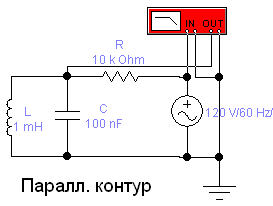 IN OUT
R
10 k Ohm
L
1 mH
C
100 nF
120 V/60 Hz/
Паралл. контур